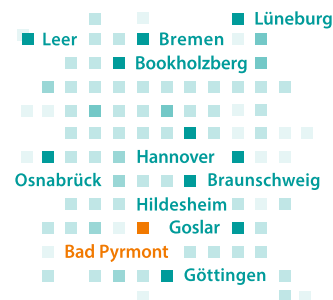 Lüneburg
Leer Bremen
Bookholzberg
Hannover
Osnabrück Braunschweig
Hildesheim
Goslar
Bad Pyrmont
Göttingen